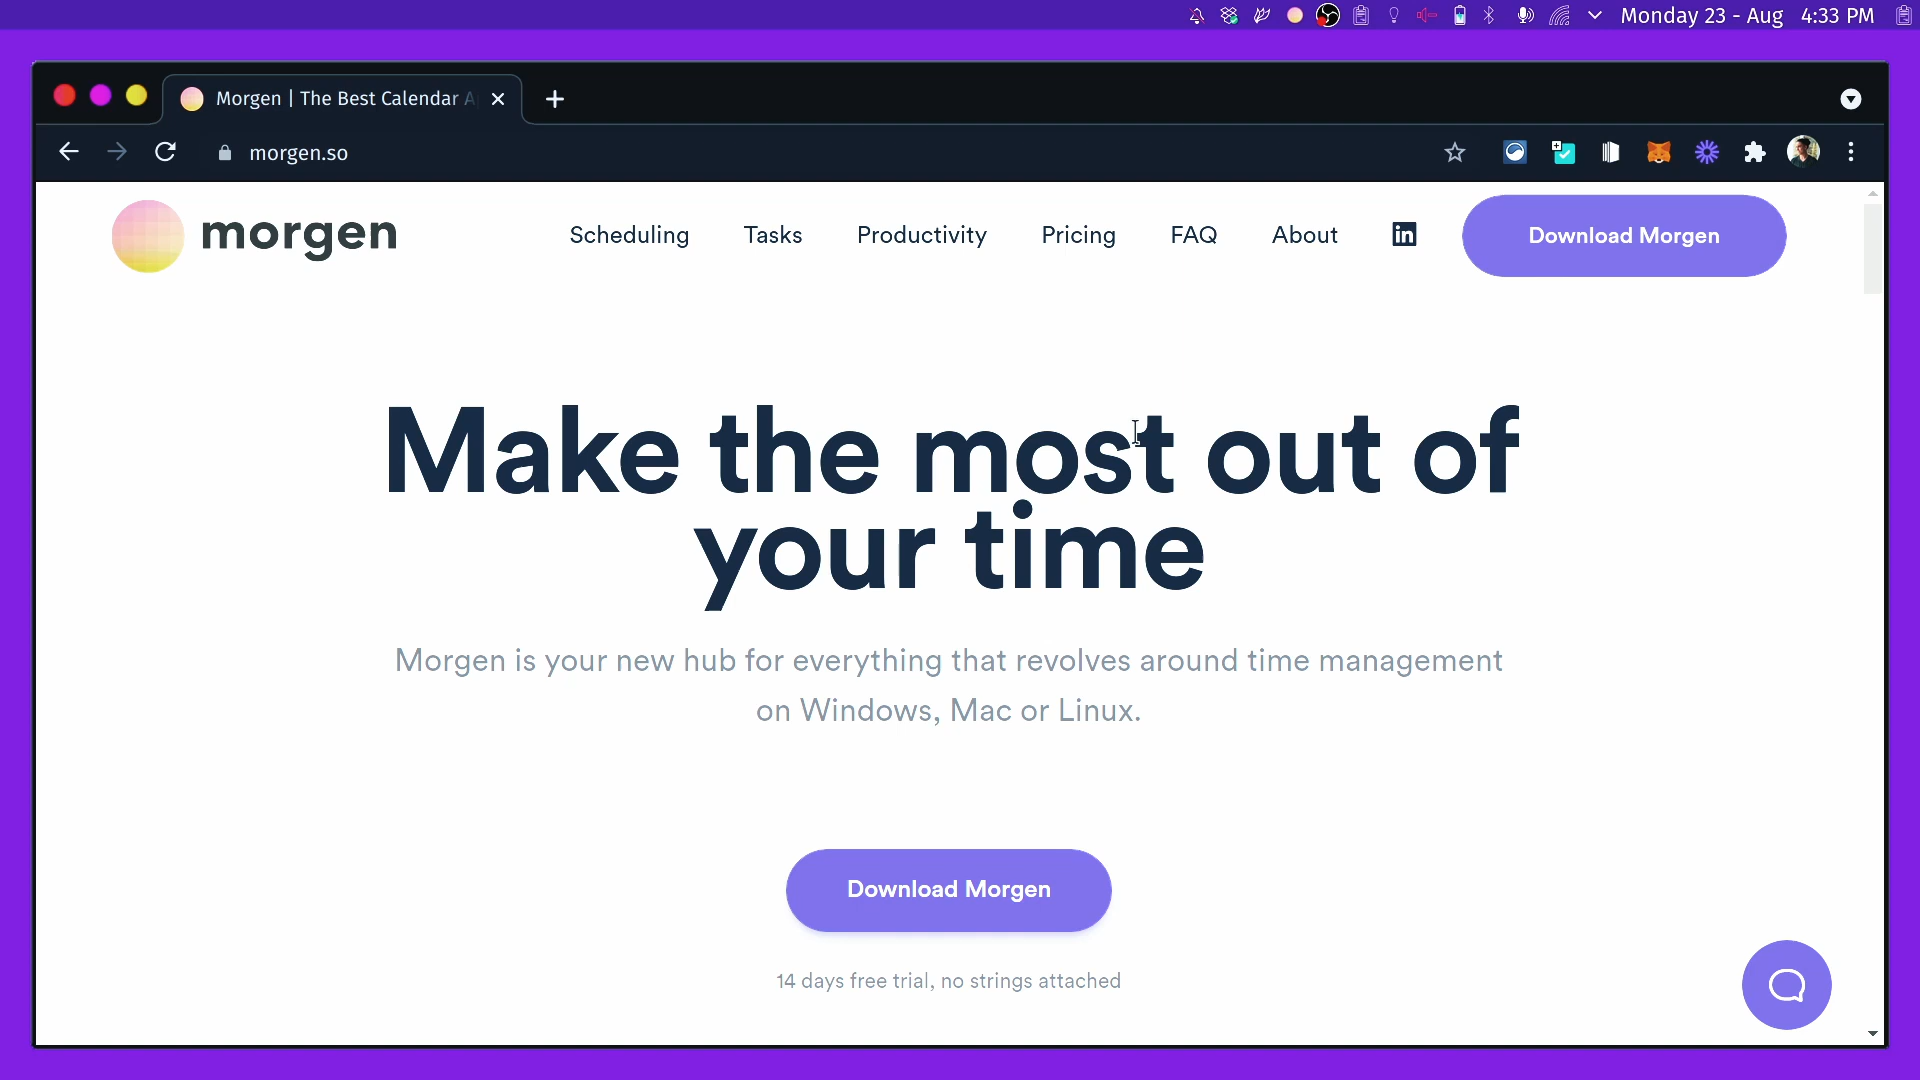 Monday 23 - Aug 4:33 PM
Morgen | The Best Calendar A
morgen.so
morgen
Scheduling Tasks Productivity Pricing FAQ About in Download Morgen
Make the most out of
your time
Morgen is your new hub for everything that revolves around time management
on Windows, Mac or Linux.
Download Morgen
14 days free trial, no strings attached